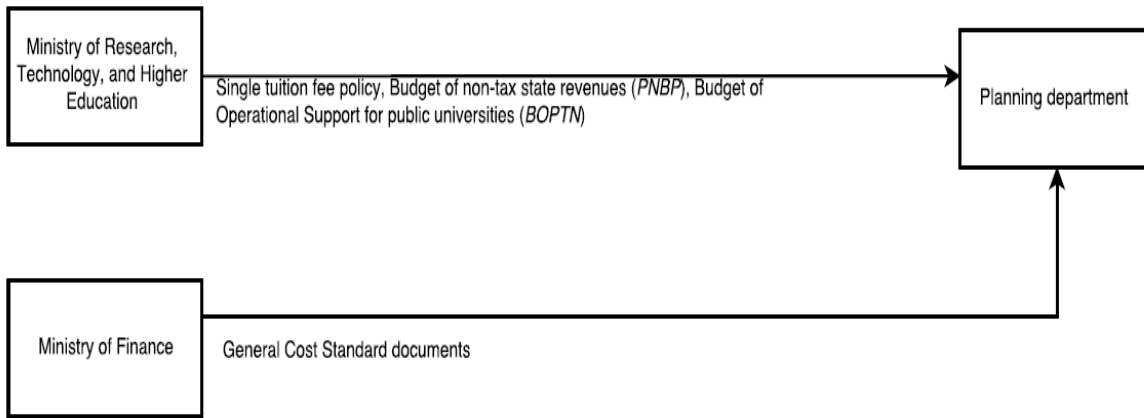 Ministry of Research,
Technology, and Higher
Education
Single tuition fee policy, Budget of non-tax state revenues (PNBP), Budget of
Operational Support for public universities (BOPTN)
Planning department
Ministry of Finance
General Cost Standard documents